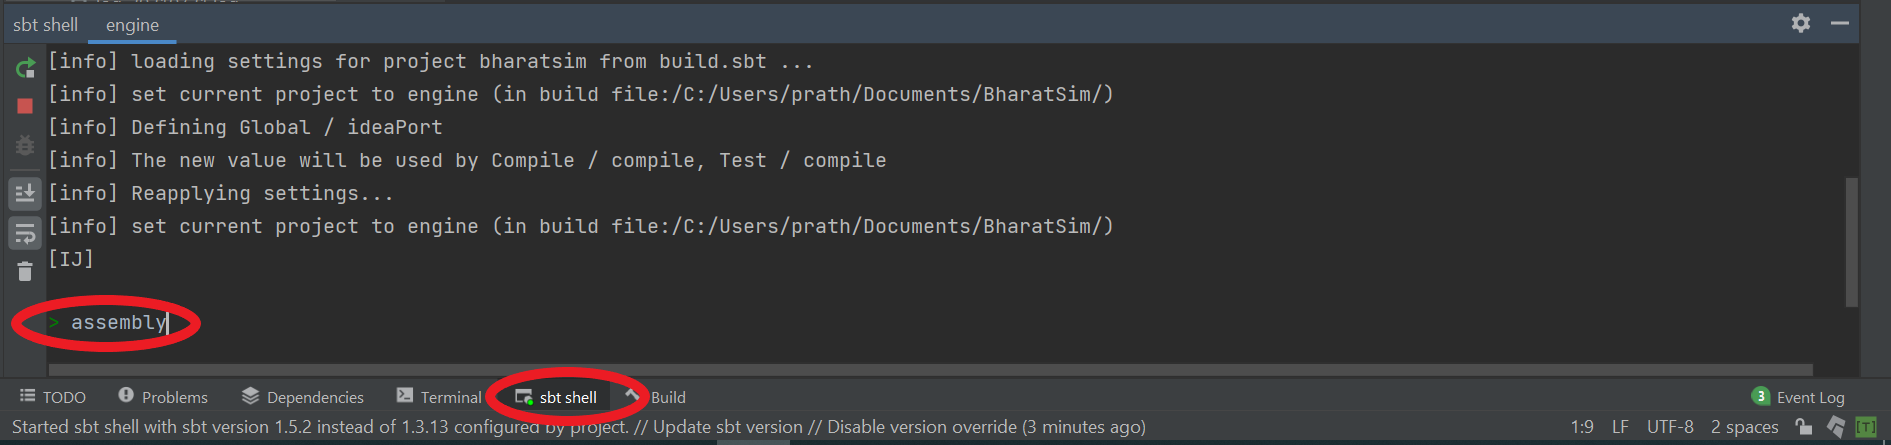 sbt shell engine
[info] loading settings for project bharatsim from build.sbt ...
[info] set current project to engine (in build file:/C:/Users/prath/Documents/BharatSim/)
[info] Defining Global / ideaPort
[info] The new value will be used by Compile / compile, Test / compile
[info] Reapplying settings...
[info] set current project to engine (in build file:/C:/Users/prath/Documents/BharatSim/)
[IJ]
> assembly
TODO Problems Dependencies Terminal sbt shell Build 3 Event Log
Started sbt shell with sbt version 1.5.2 instead of 1.3.13 configured by project. // Update sbt version // Disable version override (3 minutes ago) 1:9 LF UTF-8 2 spaces [T]